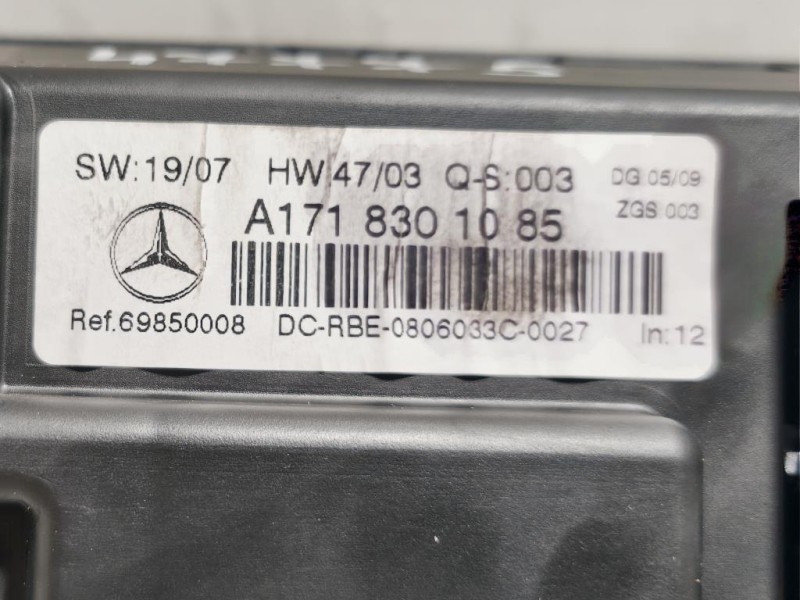 SW:19/07 HW 47/03 Q-S:003 DG 05/09
A171 830 10 85 ZGS 003
Ref.69850008 DC-RBE-0806033C-0027 In:12